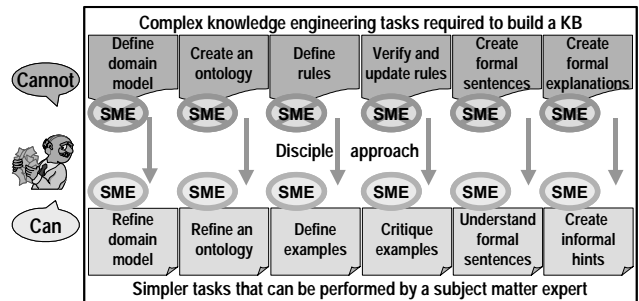 Complex knowledge engineering tasks required to build a KB
Define
domain
model
Create an
ontology
Define
rules
Verify and
update rules
Create
formal
sentences
Create
formal
explanations
Cannot
SME
SME
SME
SME
SME
SME
Disciple approach
SME
SME
SME
SME
SME
SME
Can
Refine
domain
model
Refine an
ontology
Define
examples
Critique
examples
Understand
formal
sentences
Create
informal
hints
Simpler tasks that can be performed by a subject matter expert